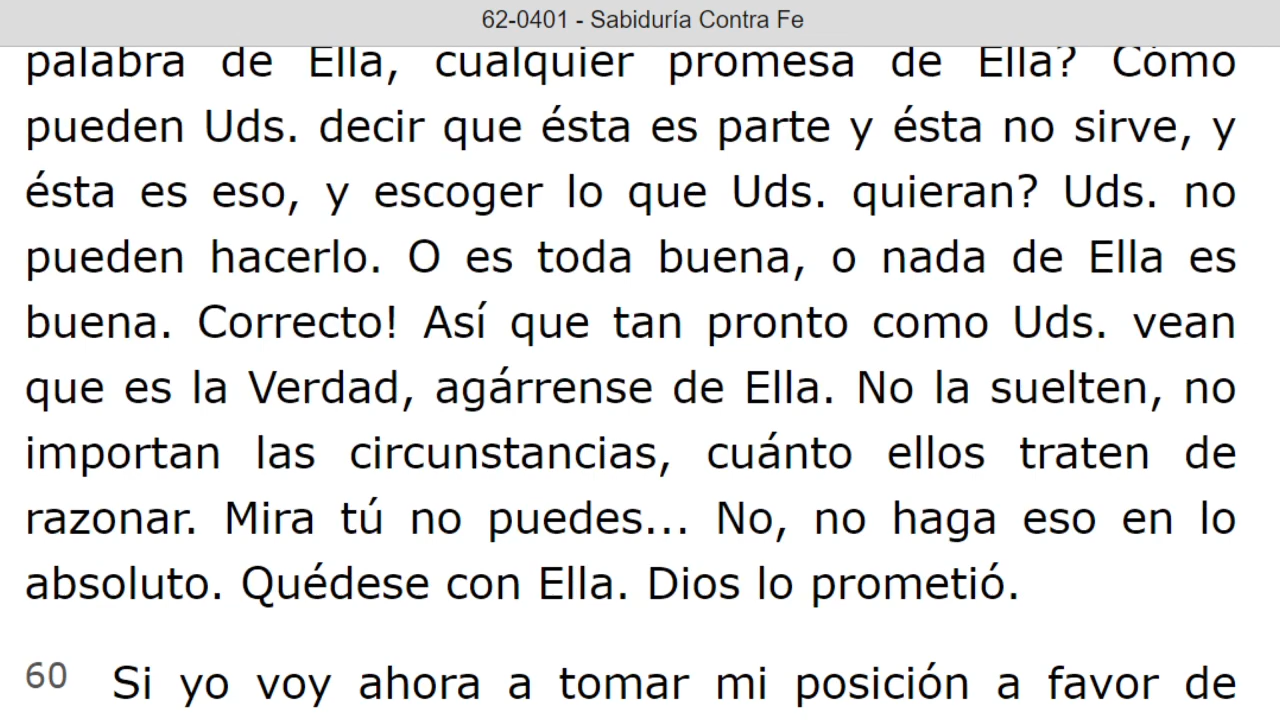 62-0401 - Sabiduría Contra Fe
palabra de Ella, cualquier promesa de Ella? Cómo
pueden Uds. decir que ésta es parte y ésta no sirve, y
ésta es eso, y escoger lo que Uds. quieran? Uds. no
pueden hacerlo. O es toda buena, o nada de Ella es
buena. Correcto! Así que tan pronto como Uds. vean
que es la Verdad, agárrense de Ella. No la suelten, no
importan las circunstancias, cuánto ellos traten de
razonar. Mira tú no puedes... No, no haga eso en lo
absoluto. Quédese con Ella. Dios lo prometió.
60 Si yo voy ahora a tomar mi posición a favor de